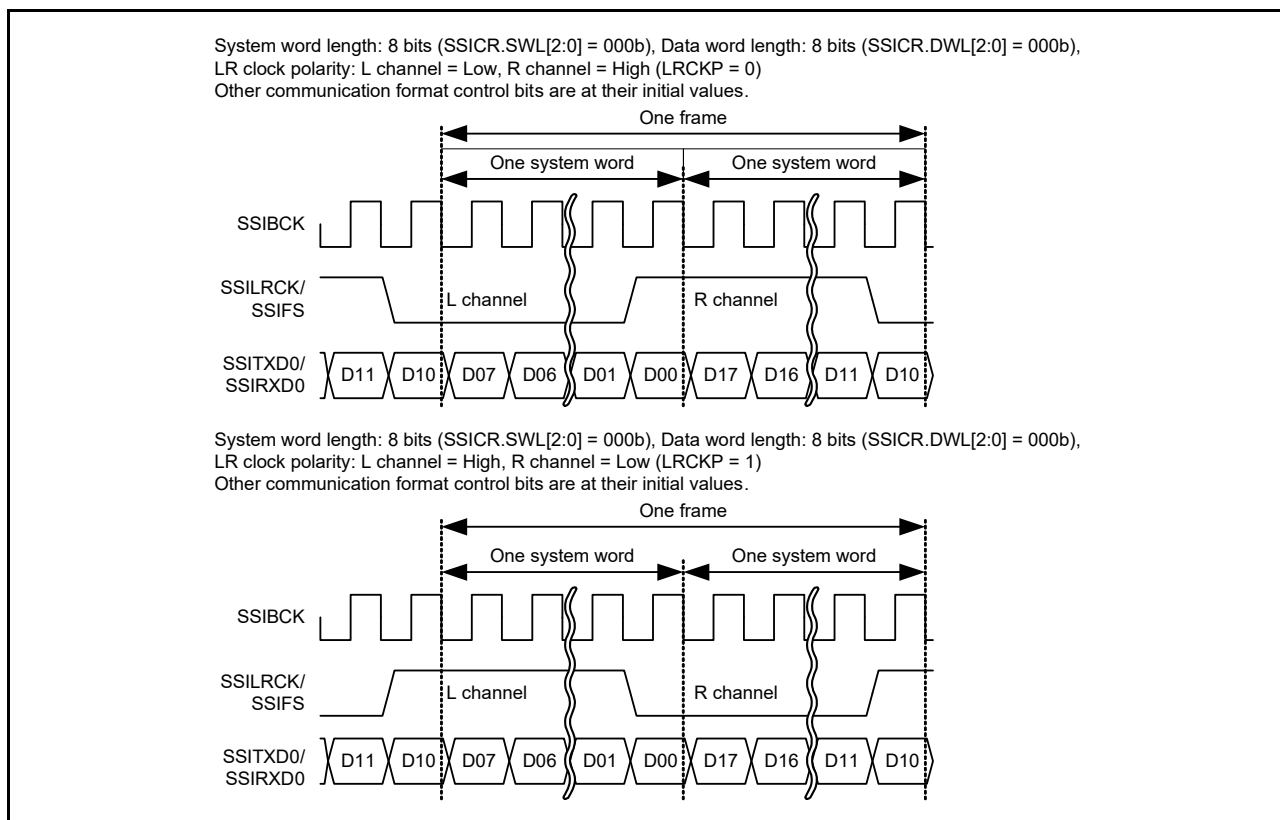 System word length: 8 bits (SSICR.SWL[2:0] = 000b), Data word length: 8 bits (SSICR.DWL[2:0] = 000b),
LR clock polarity: L channel = Low, R channel = High (LRCKP = 0)
Other communication format control bits are at their initial values.
One frame
One system word One system word
SSIBCK
SSILRCK/
SSIFS
L channel R channel
SSITXD0/
SSIRXD0
D11 D10 D07 D06 D01 D00 D17 D16 D11 D10
System word length: 8 bits (SSICR.SWL[2:0] = 000b), Data word length: 8 bits (SSICR.DWL[2:0] = 000b),
LR clock polarity: L channel = High, R channel = Low (LRCKP = 1)
Other communication format control bits are at their initial values.
One frame
One system word One system word
SSIBCK
SSILRCK/
SSIFS
L channel R channel
SSITXD0/
SSIRXD0
D11 D10 D07 D06 D01 D00 D17 D16 D11 D10